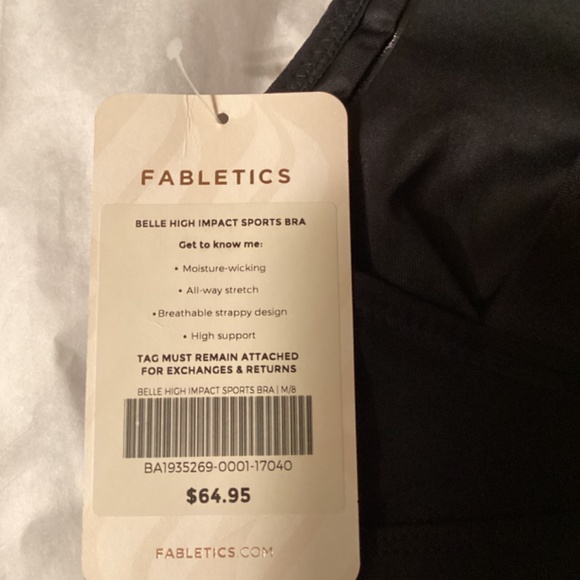 FABLETICS
BELLE HIGH IMPACT SPORTS BRA
Get to know me:
• Moisture-wicking
• All-way stretch
• Breathable strappy design
• High support
TAG MUST REMAIN ATTACHED
FOR EXCHANGES & RETURNS
BELLE HIGH IMPACT SPORTS BRA | M/8
BA1935269-0001-17040
$64.95
FABLETICS.COM